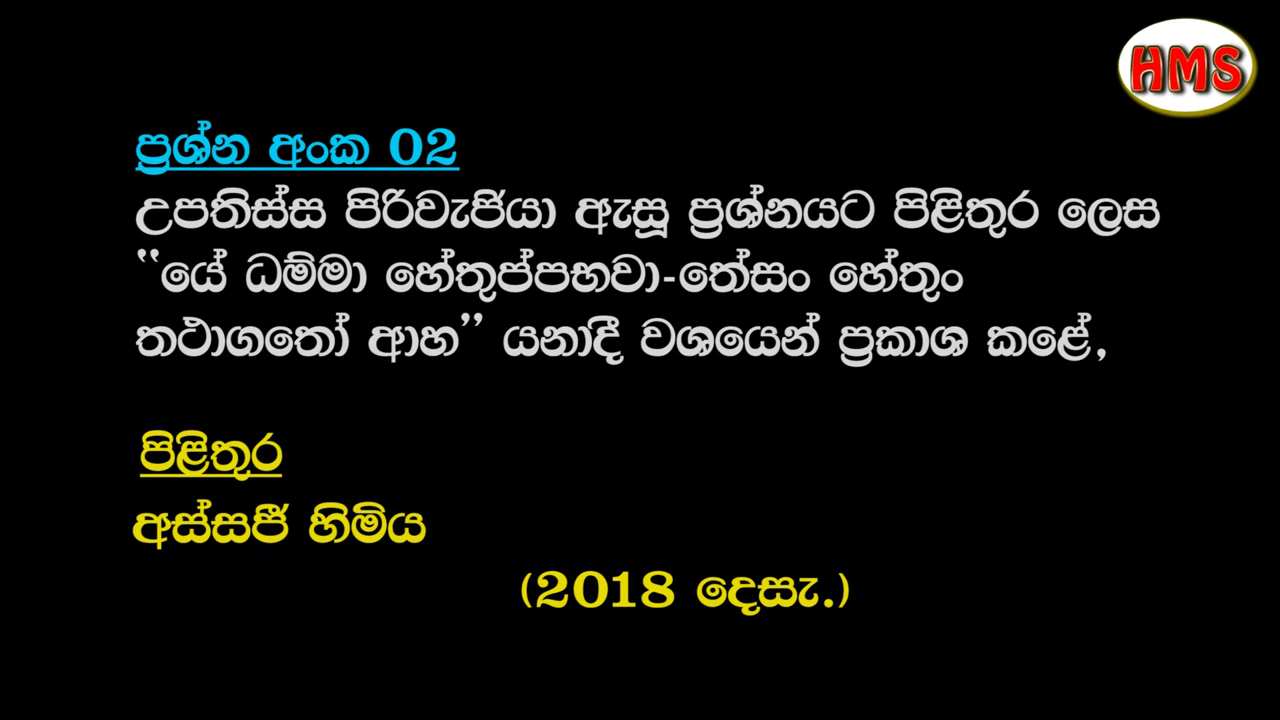 HMS
ප්‍රශ්න අංක 02
උපතිස්ස පිරිවැජියා ඇසූ ප්‍රශ්නයට පිළිතුර ලෙස
“යේ ධම්මා හේතුප්පභවා-තේසං හේතුං
තථාගතෝ ආහ” යනාදී වශයෙන් ප්‍රකාශ කළේ,
පිළිතුර
අස්සජී හිමිය
(2018 දෙසැ.)